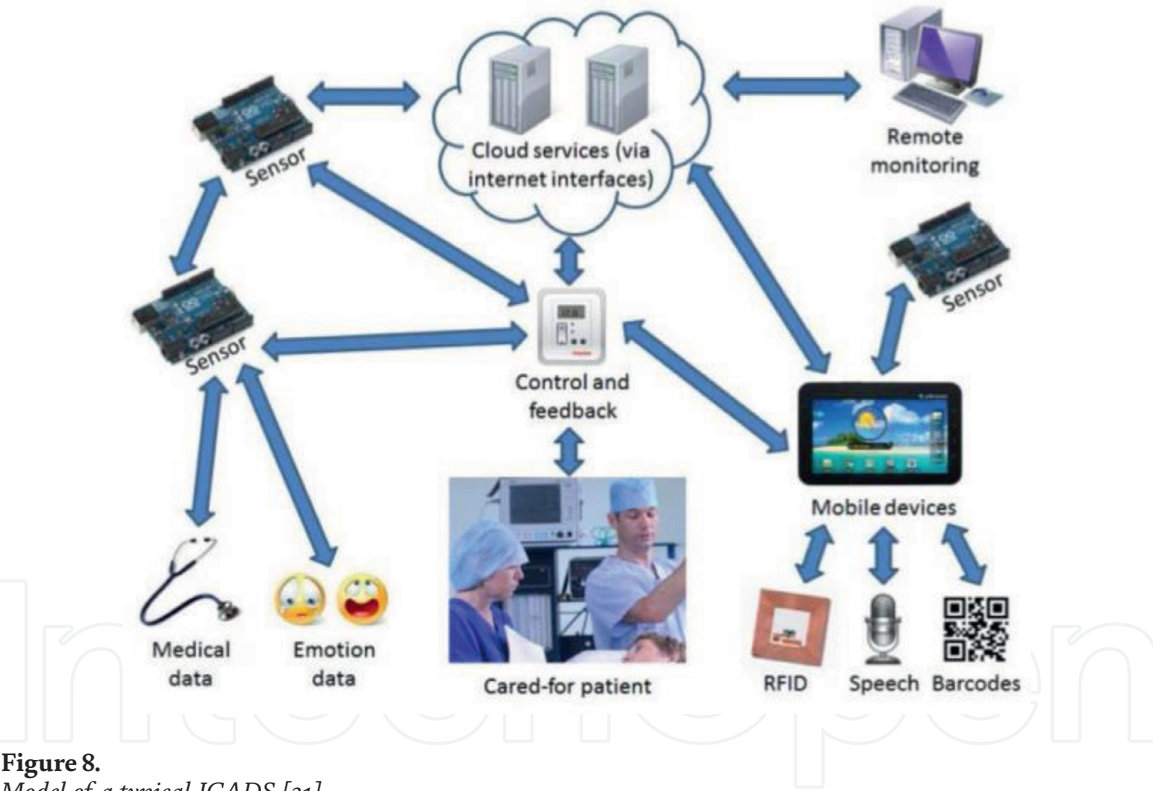 Cloud services (via
internet interfaces)
Remote
monitoring
Sensor
Sensor
Sensor
Control and
feedback
Mobile devices
Medical
data
Emotion
data
Cared-for patient
RFID
Speech
Barcodes
IntechOpen
Figure 8.